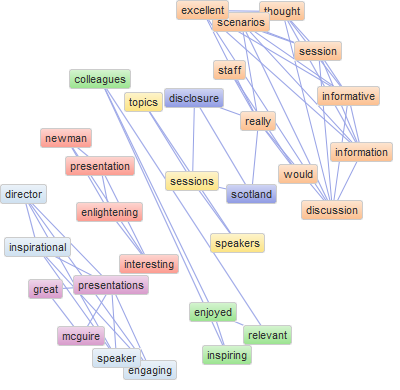 excellent
thought
scenarios
session
staff
colleagues
informative
topics
disclosure
really
newman
information
presentation
would
sessions
scotland
director
enlightening
discussion
inspirational
speakers
interesting
great
presentations
enjoyed
mcguire
relevant
speaker
inspiring
engaging